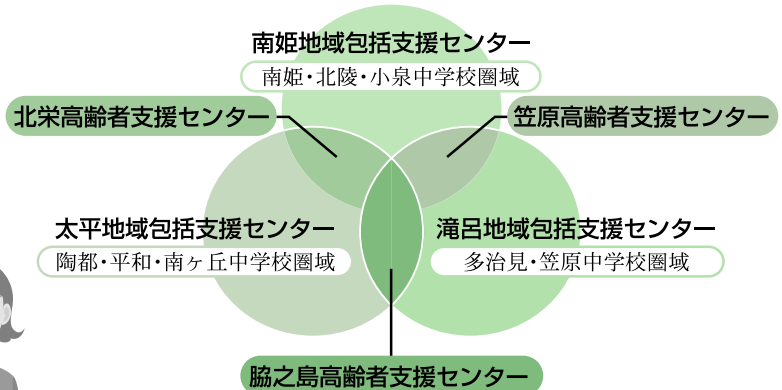 南姫地域包括支援センター
南姫・北陵・小泉中学校圏域
北栄高齢者支援センター
笠原高齢者支援センター
太平地域包括支援センター
陶都・平和・南ヶ丘中学校圏域
滝呂地域包括支援センター
多治見・笠原中学校圏域
脇之島高齢者支援センター